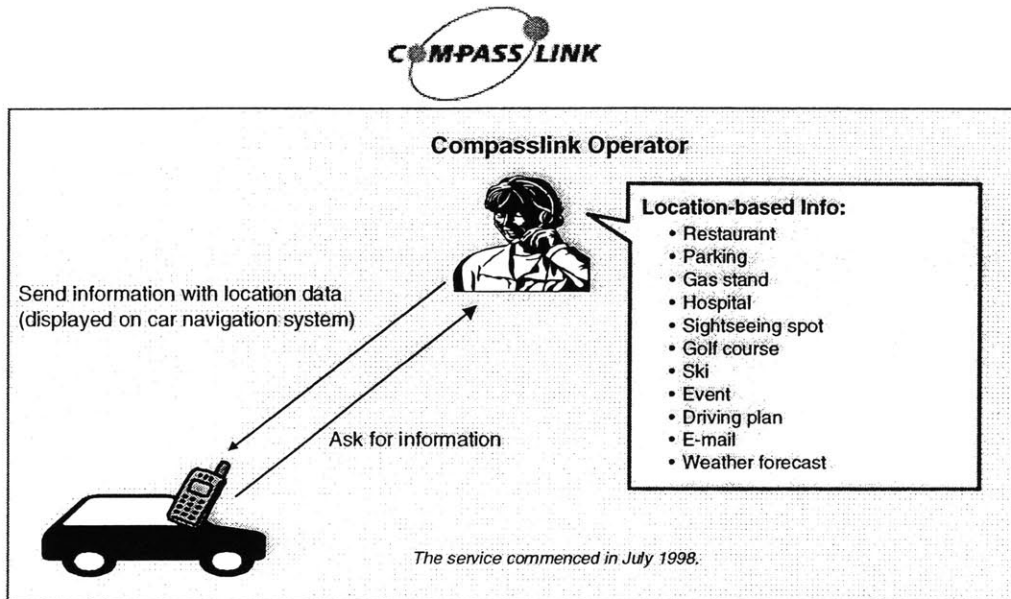 COMPASS LINK
Compasslink Operator
Location-based Info:
• Restaurant
• Parking
• Gas stand
• Hospital
• Sightseeing spot
• Golf course
• Ski
• Event
• Driving plan
• E-mail
• Weather forecast
Send information with location data
(displayed on car navigation system)
Ask for information
The service commenced in July 1998.